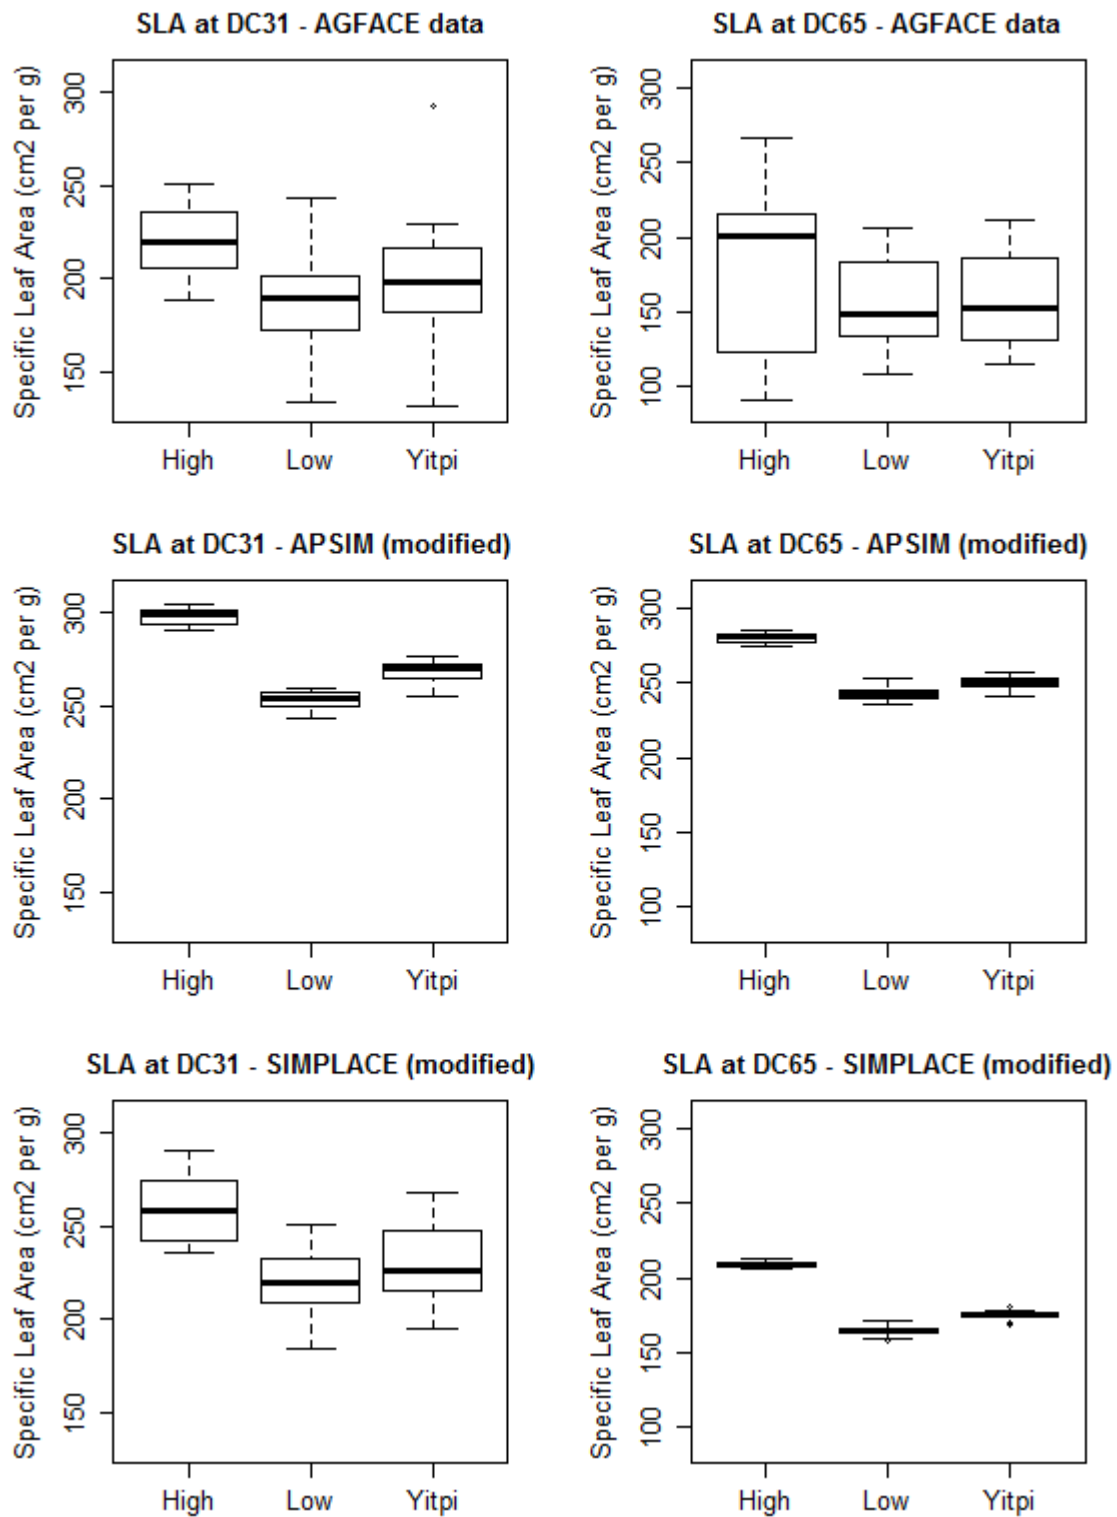 SLA at DC31 - AGFACE data
Specific Leaf Area (cm2 per g)
300
250
200
150
High Low Yitpi
SLA at DC65 - AGFACE data
Specific Leaf Area (cm2 per g)
300
250
200
150
100
High Low Yitpi
SLA at DC31 - APSIM (modified)
Specific Leaf Area (cm2 per g)
300
250
200
150
High Low Yitpi
SLA at DC65 - APSIM (modified)
Specific Leaf Area (cm2 per g)
300
250
200
150
100
High Low Yitpi
SLA at DC31 - SIMPLACE (modified)
Specific Leaf Area (cm2 per g)
300
250
200
150
High Low Yitpi
SLA at DC65 - SIMPLACE (modified)
Specific Leaf Area (cm2 per g)
300
250
200
150
100
High Low Yitpi